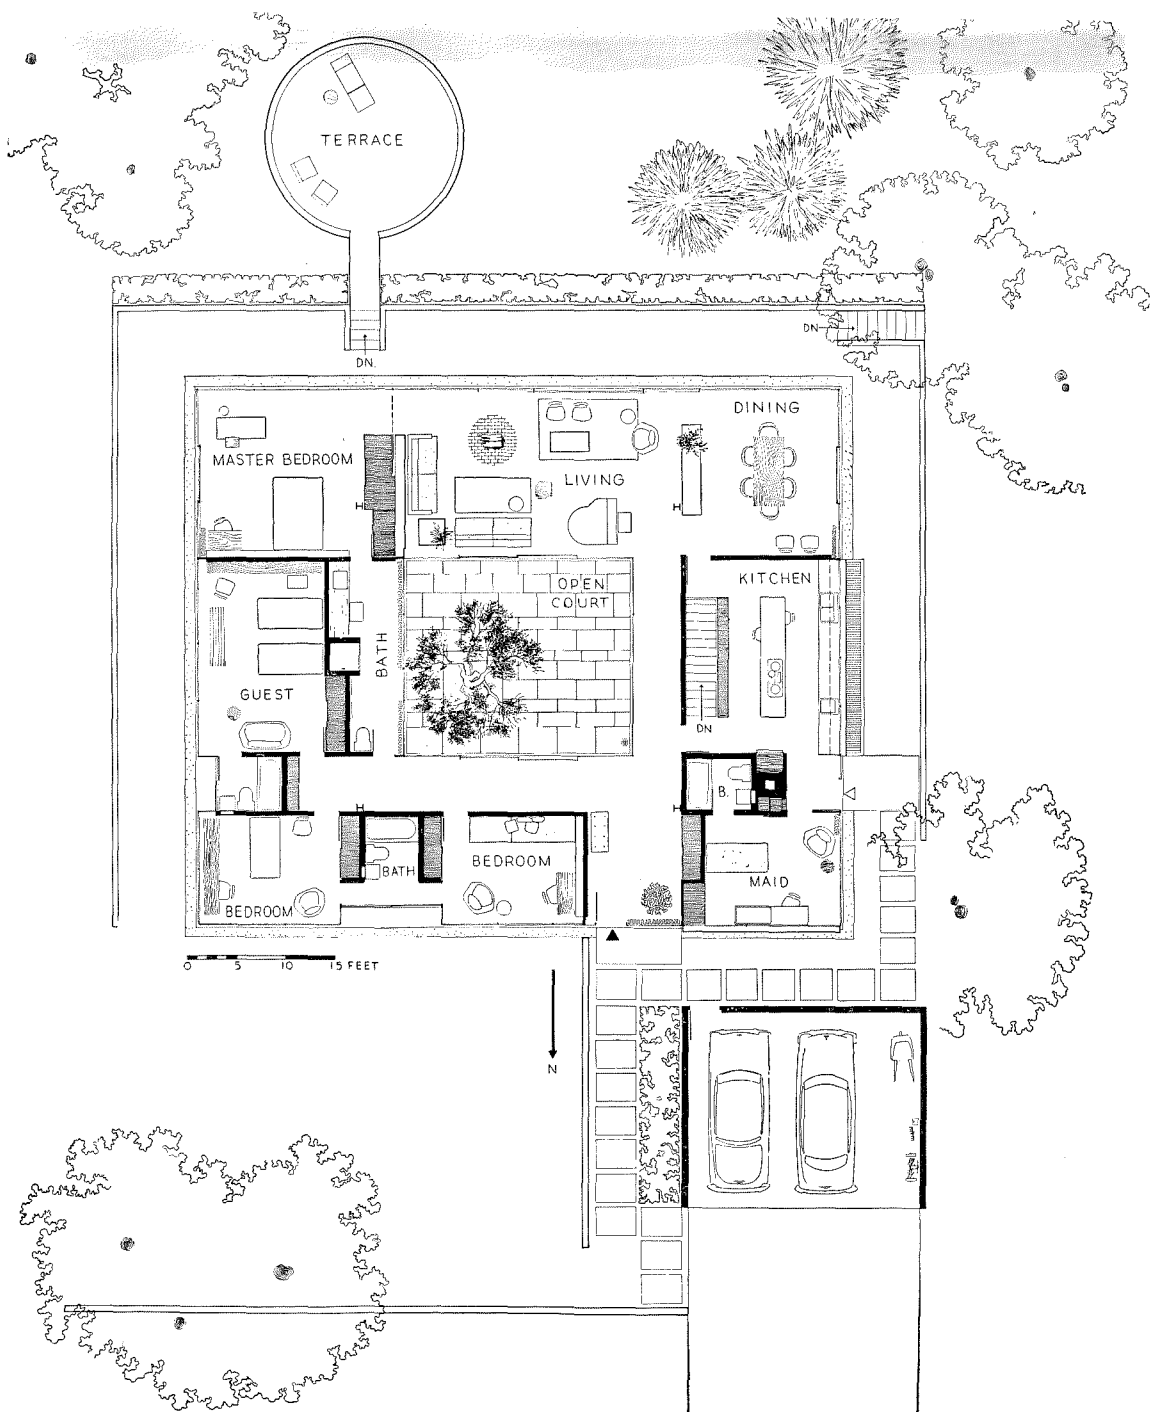 TERRACE
DN
DN.
DINING
MASTER BEDROOM
LIVING
H
H
OPEN
COURT
KITCHEN
BATH
GUEST
DN
B.
H
H
BATH
BEDROOM
MAID
BEDROOM
0 5 10 15 FEET
N